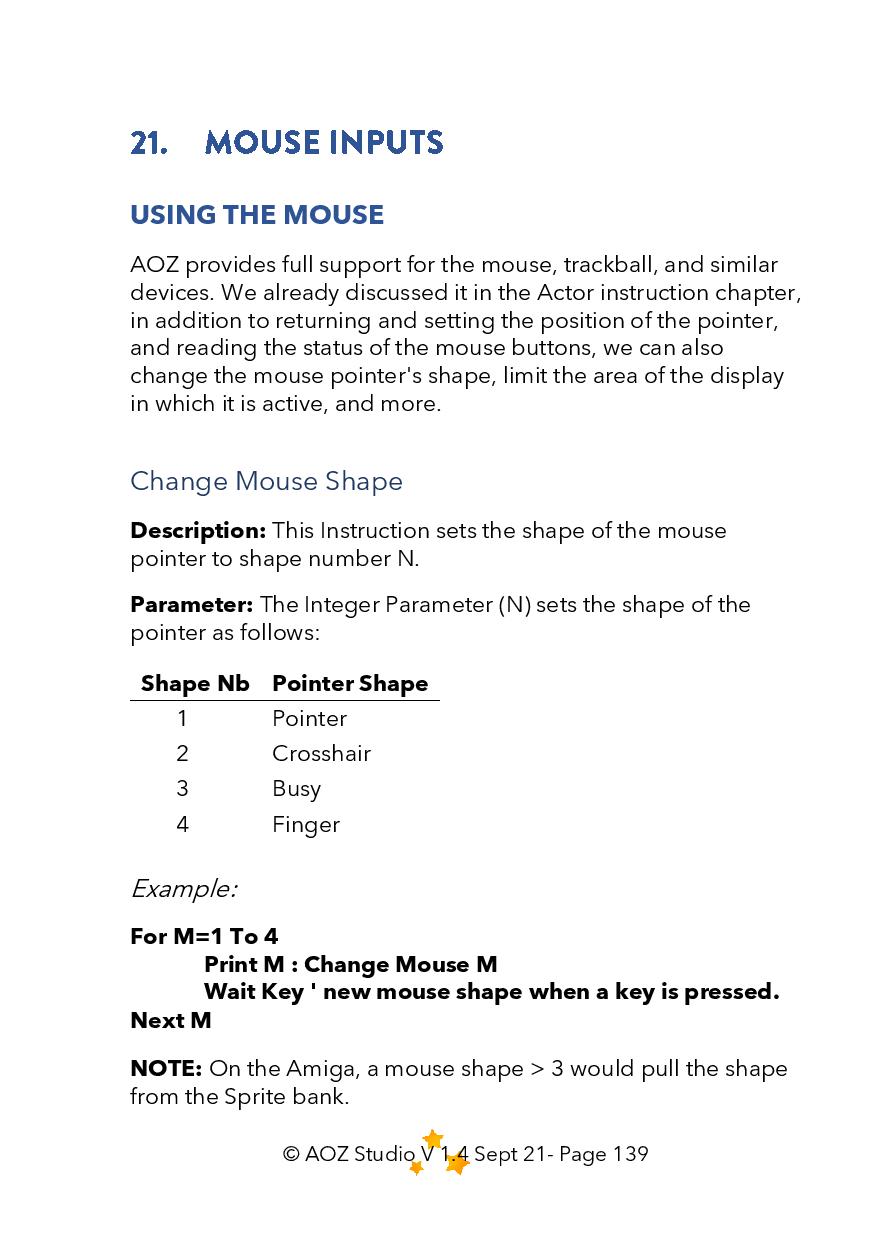 21. MOUSE INPUTS
USING THE MOUSE
AOZ provides full support for the mouse, trackball, and similar
devices. We already discussed it in the Actor instruction chapter,
in addition to returning and setting the position of the pointer,
and reading the status of the mouse buttons, we can also
change the mouse pointer's shape, limit the area of the display
in which it is active, and more.
Change Mouse Shape
Description: This Instruction sets the shape of the mouse
pointer to shape number N.
Parameter: The Integer Parameter (N) sets the shape of the
pointer as follows:
Shape Nb Pointer Shape
1 Pointer
2 Crosshair
3 Busy
4 Finger
Example:
For M=1 To 4
Print M : Change Mouse M
Wait Key ' new mouse shape when a key is pressed.
Next M
NOTE: On the Amiga, a mouse shape > 3 would pull the shape
from the Sprite bank.
© AOZ Studio V 1.4 Sept 21- Page 139